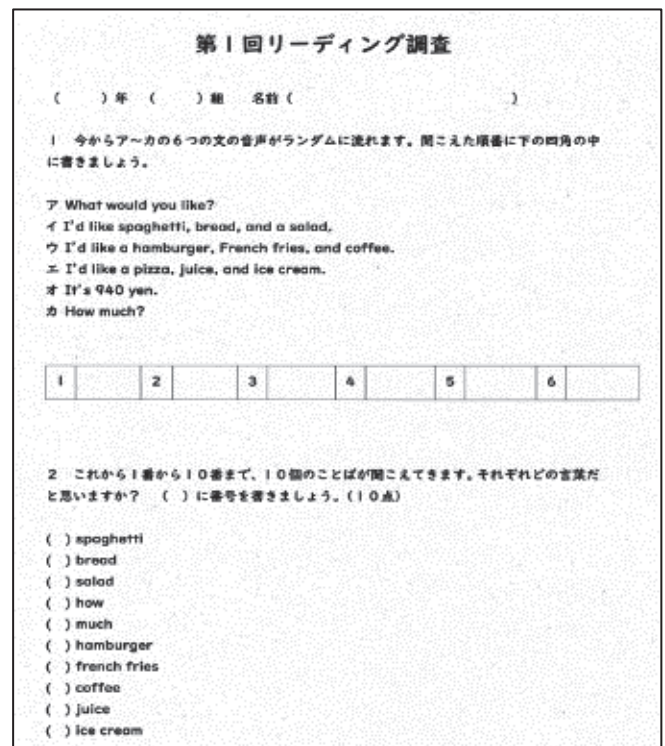 第1回リーディング調査
（　　）年　（　　）組　名前（　　　　　　　　）
1　今からア～カの6つの文の音声がランダムに流れます。聞こえた順番に下の四角の中
に書きましょう。
ア What would you like?
イ I'd like spaghetti, bread, and a salad.
ウ I'd like a hamburger, French fries, and coffee.
エ I'd like a pizza, juice, and ice cream.
オ It's 940 yen.
カ How much?
1 2 3 4 5 6
2　これから1番から10番まで、10個のことばが聞こえてきます。それぞれどの言葉だ
と思いますか？　（　）に番号を書きましょう。（10点）
(　) spaghetti
(　) bread
(　) salad
(　) how
(　) much
(　) hamburger
(　) french fries
(　) coffee
(　) juice
(　) ice cream